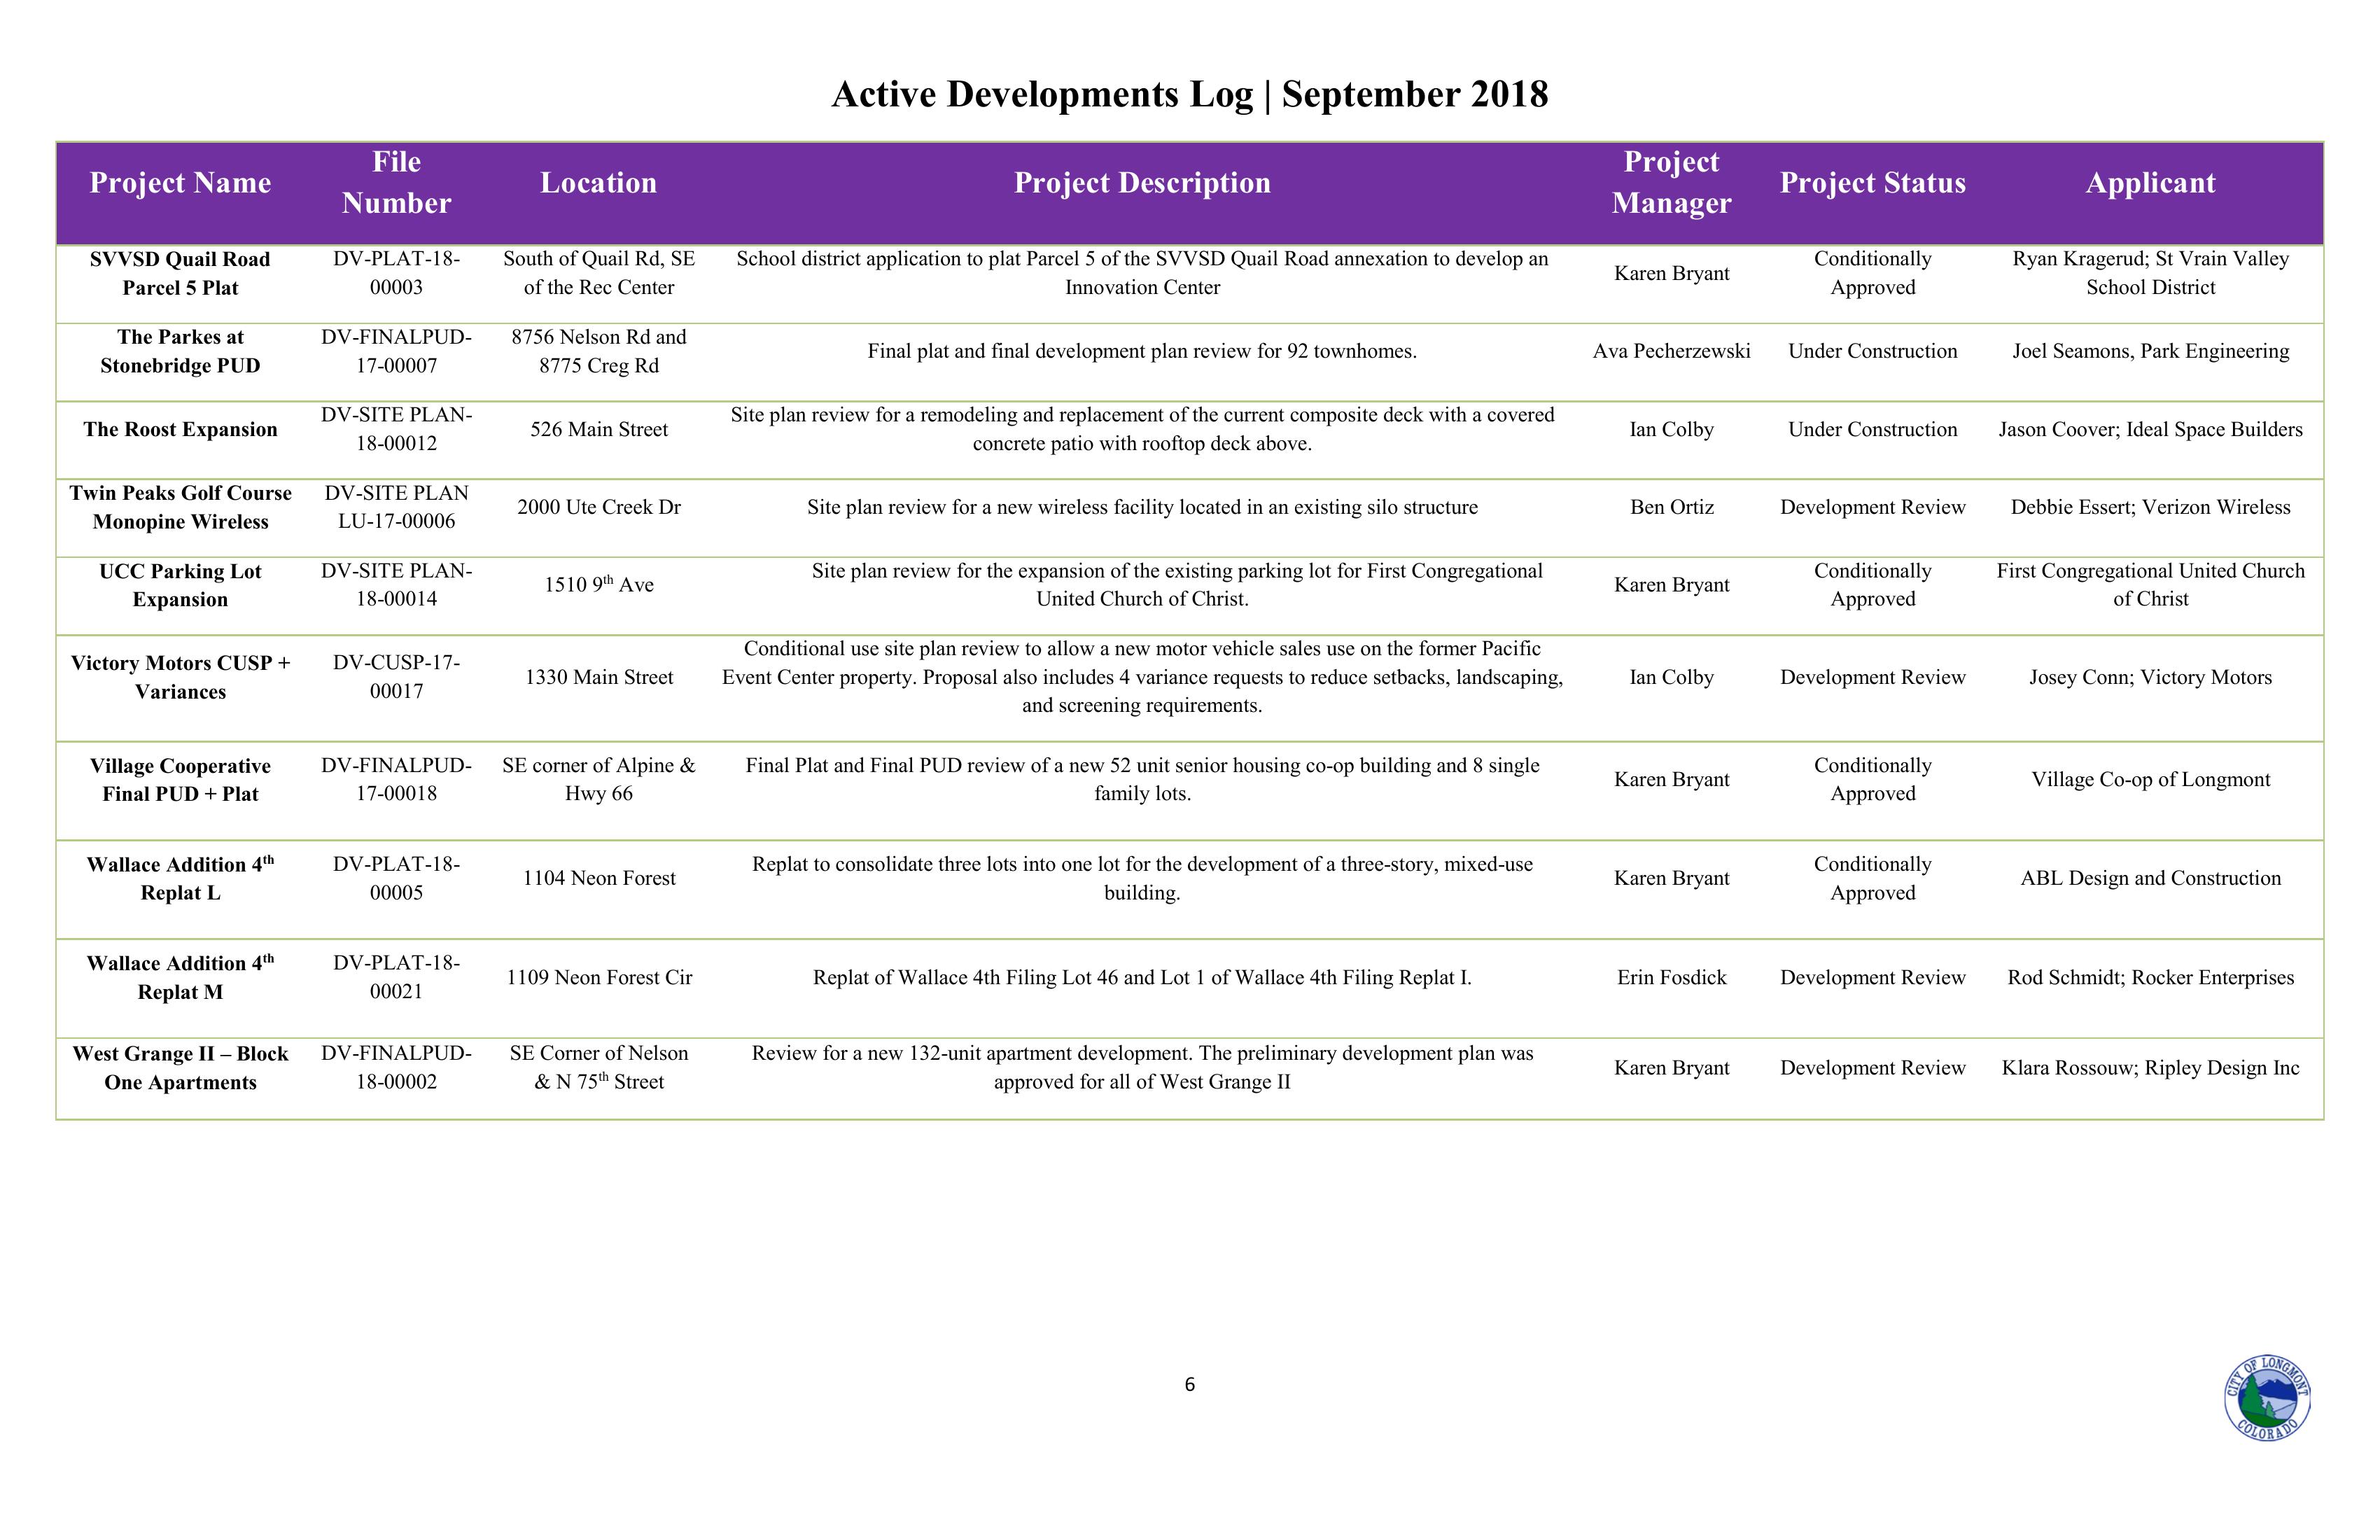 Active Developments Log | September 2018
Project Name
File
Number
Location
Project Description
Project
Manager
Project Status
Applicant
SVVSD Quail Road
Parcel 5 Plat
DV-PLAT-18-
00003
South of Quail Rd, SE
of the Rec Center
School district application to plat Parcel 5 of the SVVSD Quail Road annexation to develop an
Innovation Center
Karen Bryant
Conditionally
Approved
Ryan Kragerud; St Vrain Valley
School District
The Parkes at
Stonebridge PUD
DV-FINALPUD-
17-00007
8756 Nelson Rd and
8775 Creg Rd
Final plat and final development plan review for 92 townhomes.
Ava Pecherzewski
Under Construction
Joel Seamons, Park Engineering
The Roost Expansion
DV-SITE PLAN-
18-00012
526 Main Street
Site plan review for a remodeling and replacement of the current composite deck with a covered
concrete patio with rooftop deck above.
Ian Colby
Under Construction
Jason Coover; Ideal Space Builders
Twin Peaks Golf Course
Monopine Wireless
DV-SITE PLAN
LU-17-00006
2000 Ute Creek Dr
Site plan review for a new wireless facility located in an existing silo structure
Ben Ortiz
Development Review
Debbie Essert; Verizon Wireless
UCC Parking Lot
Expansion
DV-SITE PLAN-
18-00014
1510 9th Ave
Site plan review for the expansion of the existing parking lot for First Congregational
United Church of Christ.
Karen Bryant
Conditionally
Approved
First Congregational United Church
of Christ
Victory Motors CUSP +
Variances
DV-CUSP-17-
00017
1330 Main Street
Conditional use site plan review to allow a new motor vehicle sales use on the former Pacific
Event Center property. Proposal also includes 4 variance requests to reduce setbacks, landscaping,
and screening requirements.
Ian Colby
Development Review
Josey Conn; Victory Motors
Village Cooperative
Final PUD + Plat
DV-FINALPUD-
17-00018
SE corner of Alpine &
Hwy 66
Final Plat and Final PUD review of a new 52 unit senior housing co-op building and 8 single
family lots.
Karen Bryant
Conditionally
Approved
Village Co-op of Longmont
Wallace Addition 4th
Replat L
DV-PLAT-18-
00005
1104 Neon Forest
Replat to consolidate three lots into one lot for the development of a three-story, mixed-use
building.
Karen Bryant
Conditionally
Approved
ABL Design and Construction
Wallace Addition 4th
Replat M
DV-PLAT-18-
00021
1109 Neon Forest Cir
Replat of Wallace 4th Filing Lot 46 and Lot 1 of Wallace 4th Filing Replat I.
Erin Fosdick
Development Review
Rod Schmidt; Rocker Enterprises
West Grange II – Block
One Apartments
DV-FINALPUD-
18-00002
SE Corner of Nelson
& N 75th Street
Review for a new 132-unit apartment development. The preliminary development plan was
approved for all of West Grange II
Karen Bryant
Development Review
Klara Rossouw; Ripley Design Inc
6
CITY OF LONGMONT
COLORADO